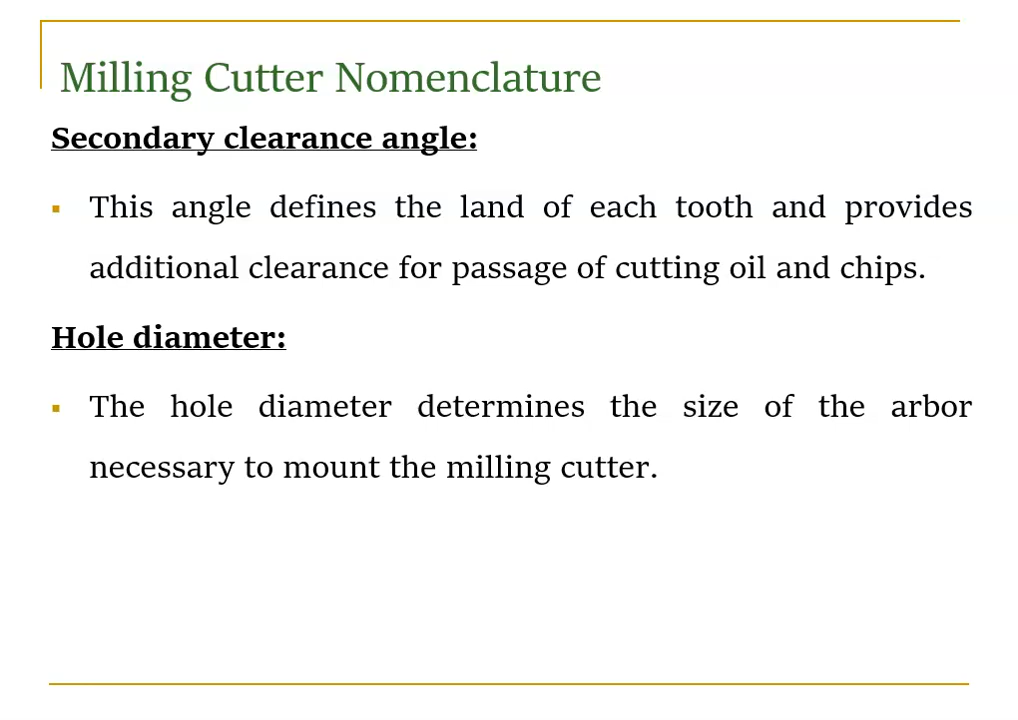 Milling Cutter Nomenclature
Secondary clearance angle:
▪ This angle defines the land of each tooth and provides
additional clearance for passage of cutting oil and chips.
Hole diameter:
▪ The hole diameter determines the size of the arbor
necessary to mount the milling cutter.